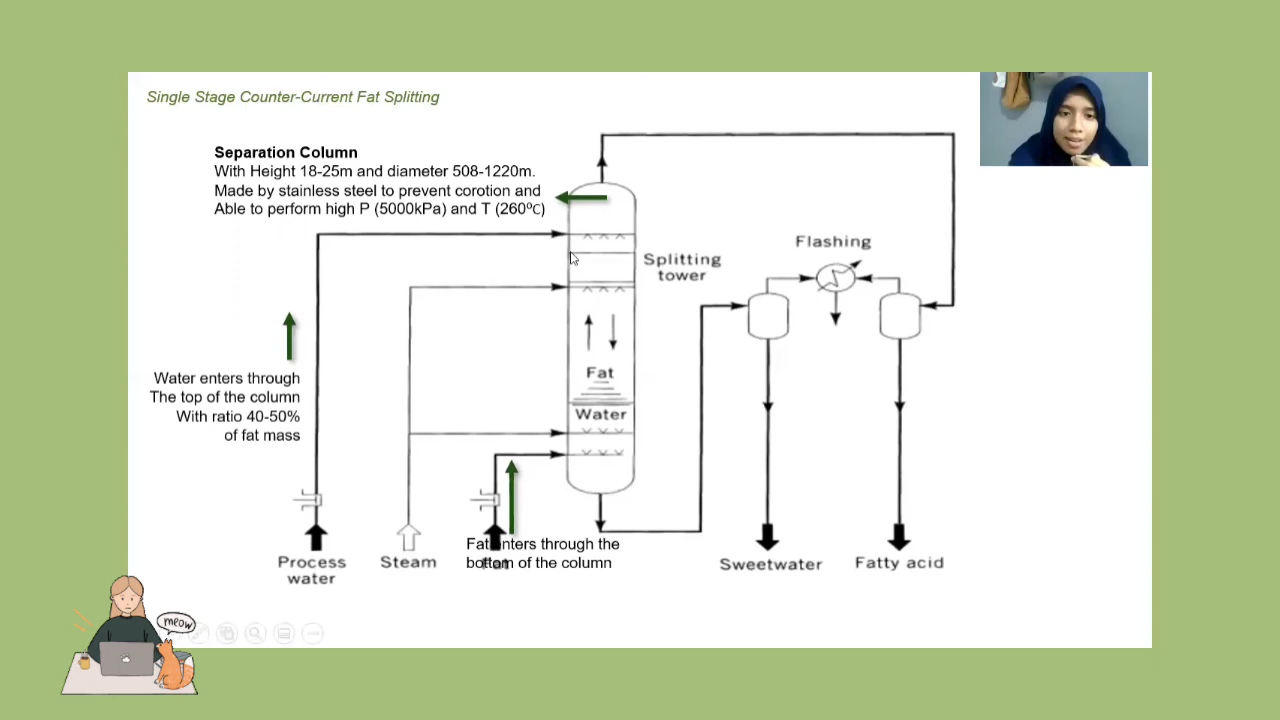 Single Stage Counter-Current Fat Splitting
Separation Column
With Height 18-25m and diameter 508-1220m.
Made by stainless steel to prevent corotion and
Able to perform high P (5000kPa) and T (260℃)
Flashing
Splitting
tower
Water enters through
The top of the column
With ratio 40-50%
of fat mass
Fat
Water
Fat enters through the
bottom of the column
Process
water
Steam
Fat
Sweetwater
Fatty acid
meow